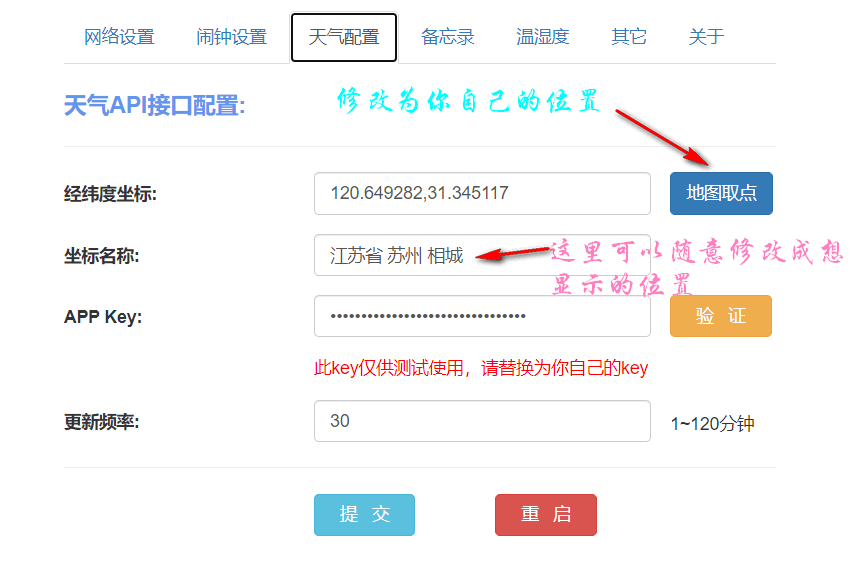 网络设置 闹钟设置 天气配置 备忘录 温湿度 其它 关于
天气API接口配置:
修改为你自己的位置
经纬度坐标: 120.649282,31.345117 地图取点
坐标名称: 江苏省 苏州 相城
这里可以随意修改成想
显示的位置
APP Key: •••••••••••••••••••••••••••••••• 验 证
此key仅供测试使用，请替换为你自己的key
更新频率: 30 1~120分钟
提 交 重 启